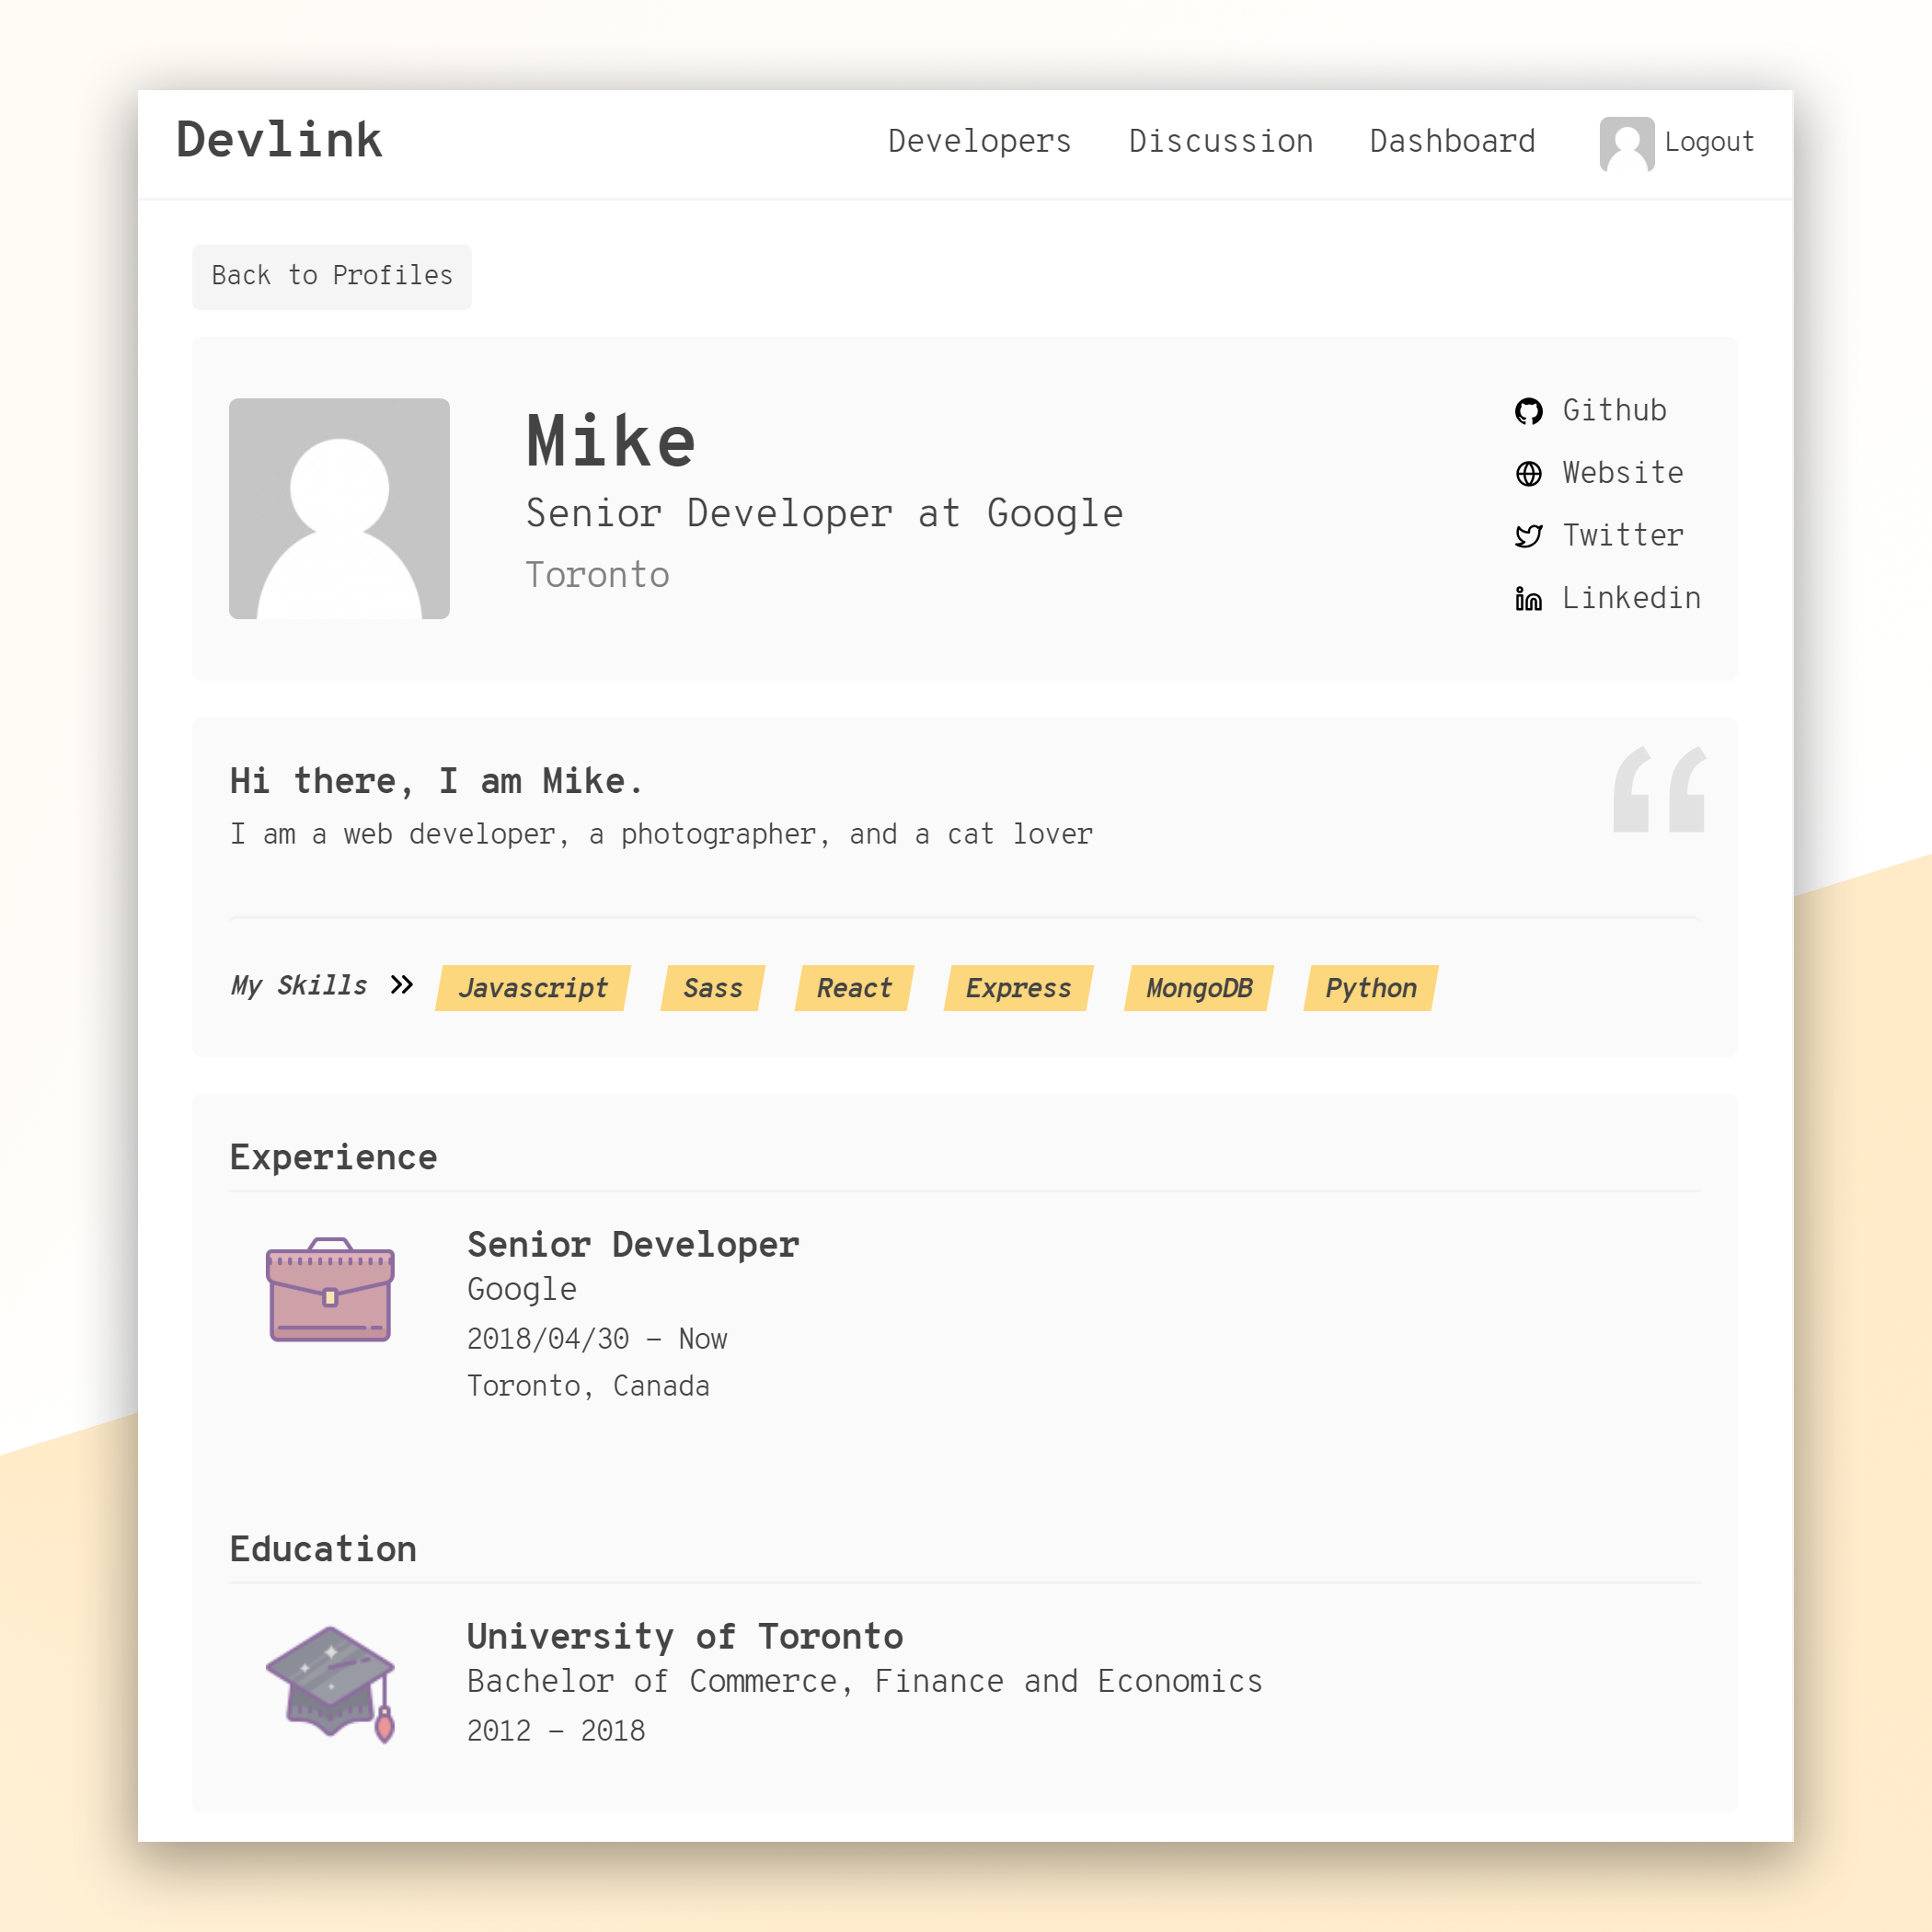 Devlink
Developers Discussion Dashboard Logout
Back to Profiles
Mike
Senior Developer at Google
Toronto
Github
Website
Twitter
Linkedin
Hi there, I am Mike.
I am a web developer, a photographer, and a cat lover
My Skills Javascript Sass React Express MongoDB Python
Experience
Senior Developer
Google
2018/04/30 - Now
Toronto, Canada
Education
University of Toronto
Bachelor of Commerce, Finance and Economics
2012 - 2018